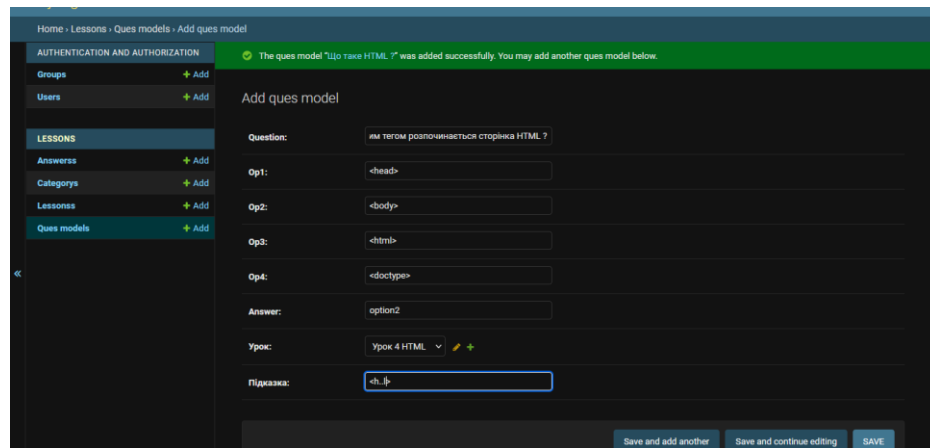 Home › Lessons › Ques models › Add ques model
AUTHENTICATION AND AUTHORIZATION
Groups + Add
Users + Add
LESSONS
Answerss + Add
Categorys + Add
Lessonss + Add
Ques models + Add
«
The ques model "Що таке HTML ?" was added successfully. You may add another ques model below.
Add ques model
Question: им тегом розпочинається сторінка HTML ?
Op1: <head>
Op2: <body>
Op3: <html>
Op4: <doctype>
Answer: option2
Урок: Урок 4 HTML
Підказка: <h..l>
Save and add another Save and continue editing SAVE